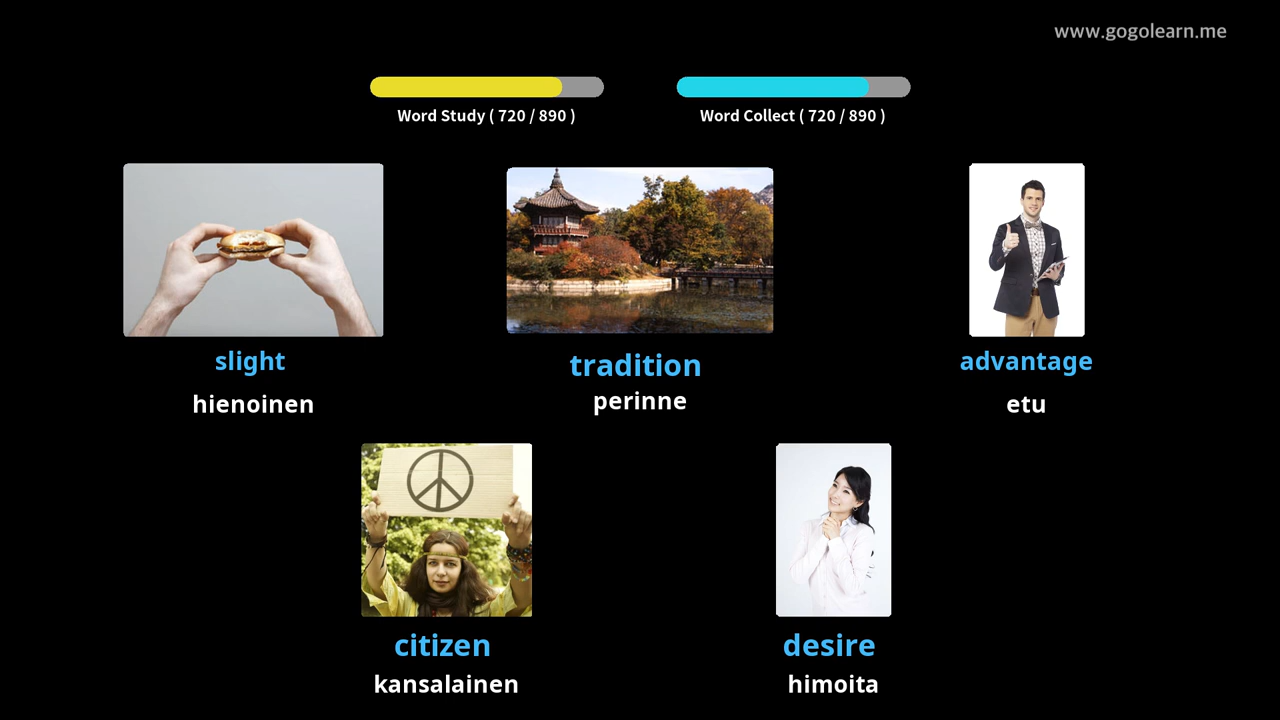 www.gogolearn.me
Word Study ( 720 / 890 )
Word Collect ( 720 / 890 )
slight
hienoinen
tradition
perinne
advantage
etu
citizen
kansalainen
desire
himoita